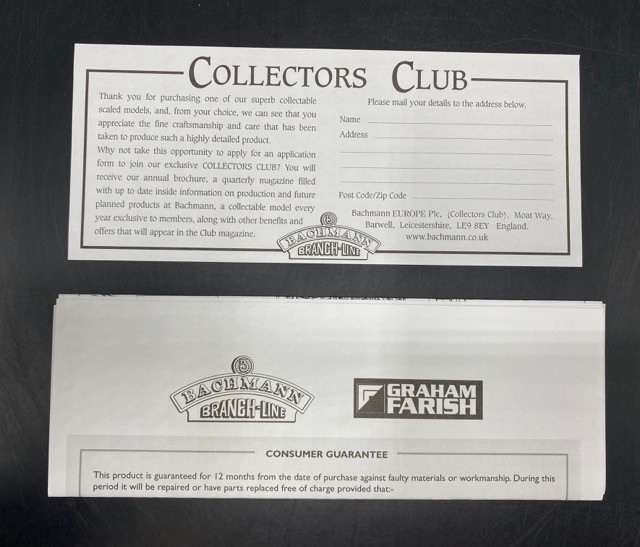 COLLECTORS CLUB
Thank you for purchasing one of our superb collectable
scaled models, and, from your choice, we can see that you
appreciate the fine craftsmanship and care that has been
taken to produce such a highly detailed product.
Why not take this opportunity to apply for an application
form to join our exclusive COLLECTORS CLUB? You will
receive our annual brochure, a quarterly magazine filled
with up to date inside information on production and future
planned products at Bachmann, a collectable model every
year exclusive to members, along with other benefits and
offers that will appear in the Club magazine.
Please mail your details to the address below.
Name
Address
Post Code/Zip Code
Bachmann EUROPE Plc, (Collectors Club), Moat Way,
Barwell, Leicestershire, LE9 8EY England.
www.bachmann.co.uk
B
BACHMANN
BRANCH-LINE
B
BACHMANN
BRANCH-LINE
GRAHAM
FARISH
CONSUMER GUARANTEE
This product is guaranteed for 12 months from the date of purchase against faulty materials or workmanship. During this
period it will be repaired or have parts replaced free of charge provided that:-